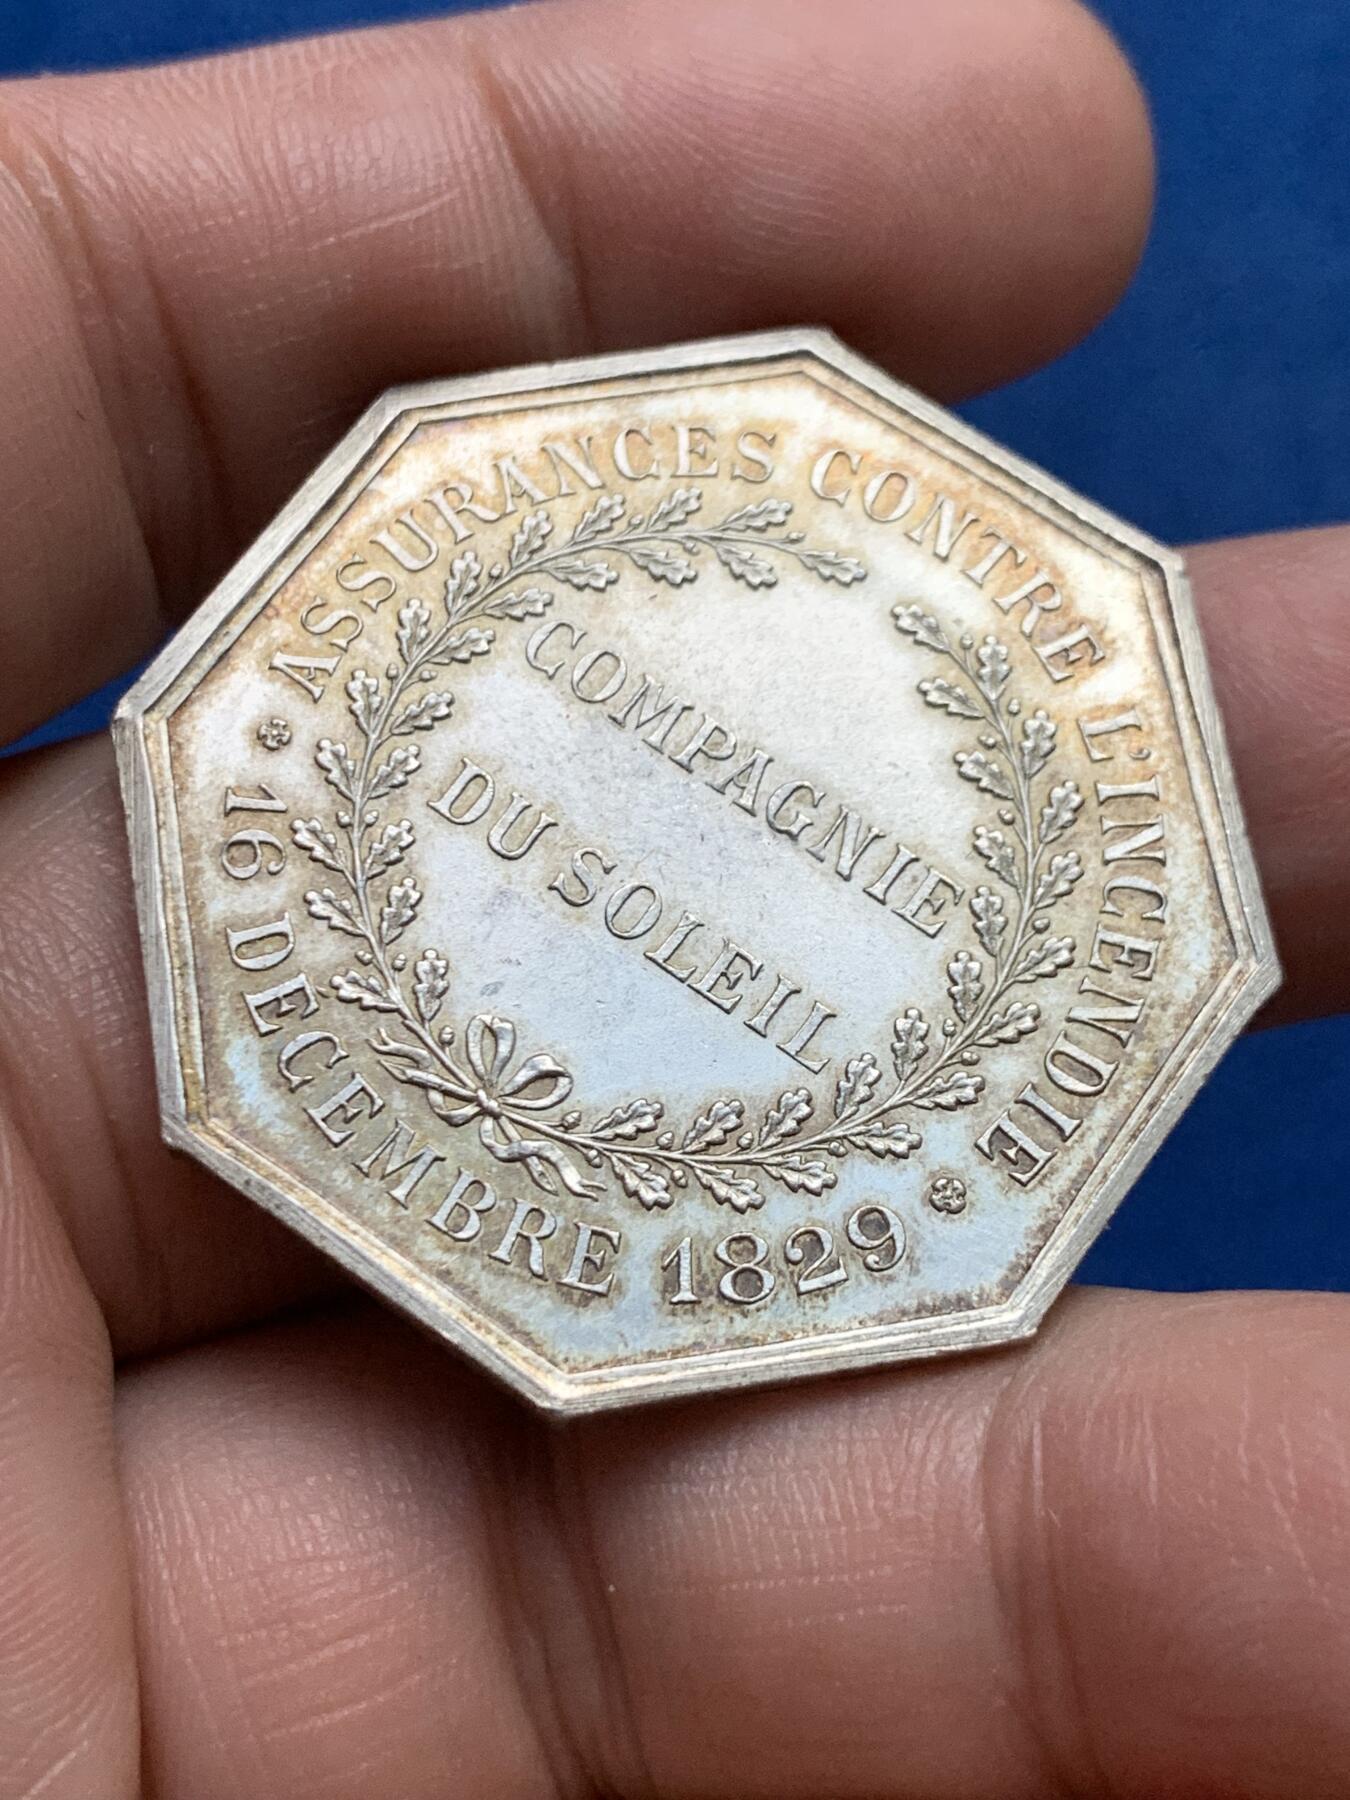 ASSURANCES CONTRE L'INCENDIE
COMPAGNIE
DU SOLEIL
16 DÉCEMBRE 1829